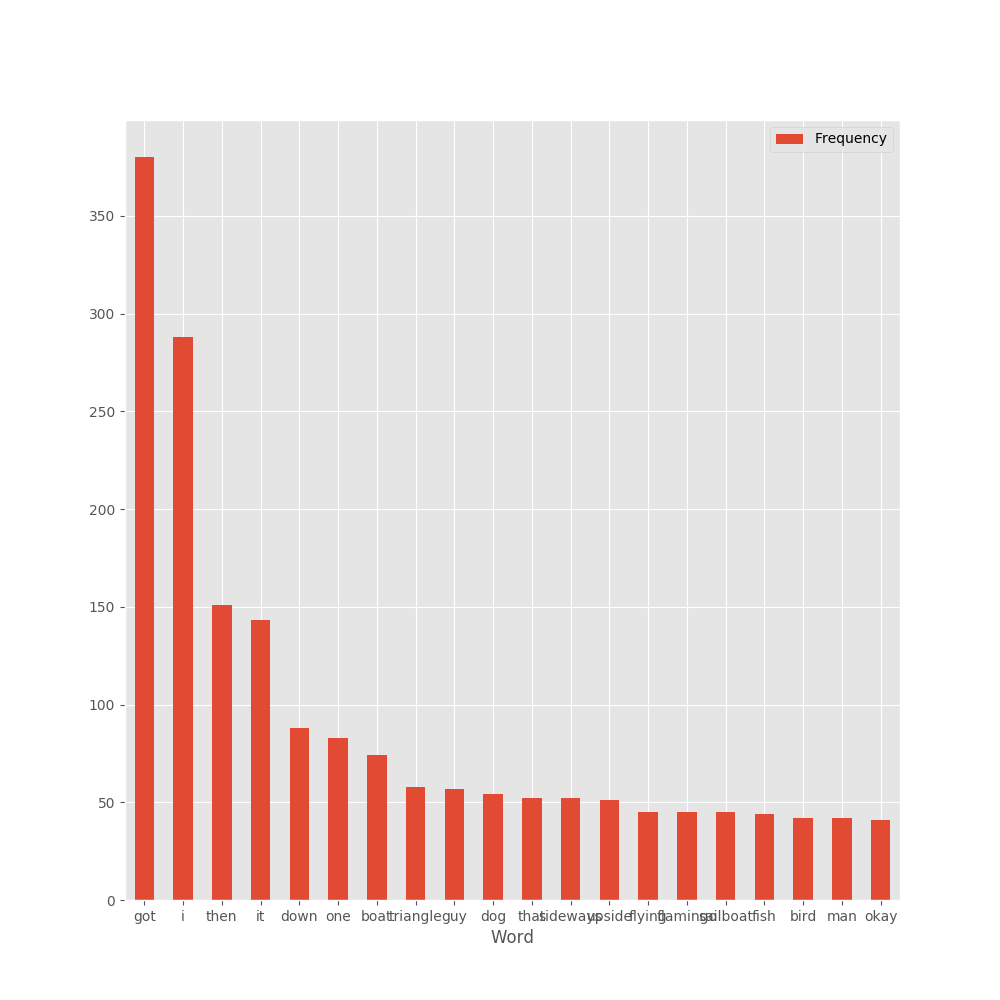 Frequency
350
300
250
200
150
100
50
0
got i then it down one boat triangle guy dog that sideways upside flying flamingo sailboat fish bird man okay
Word